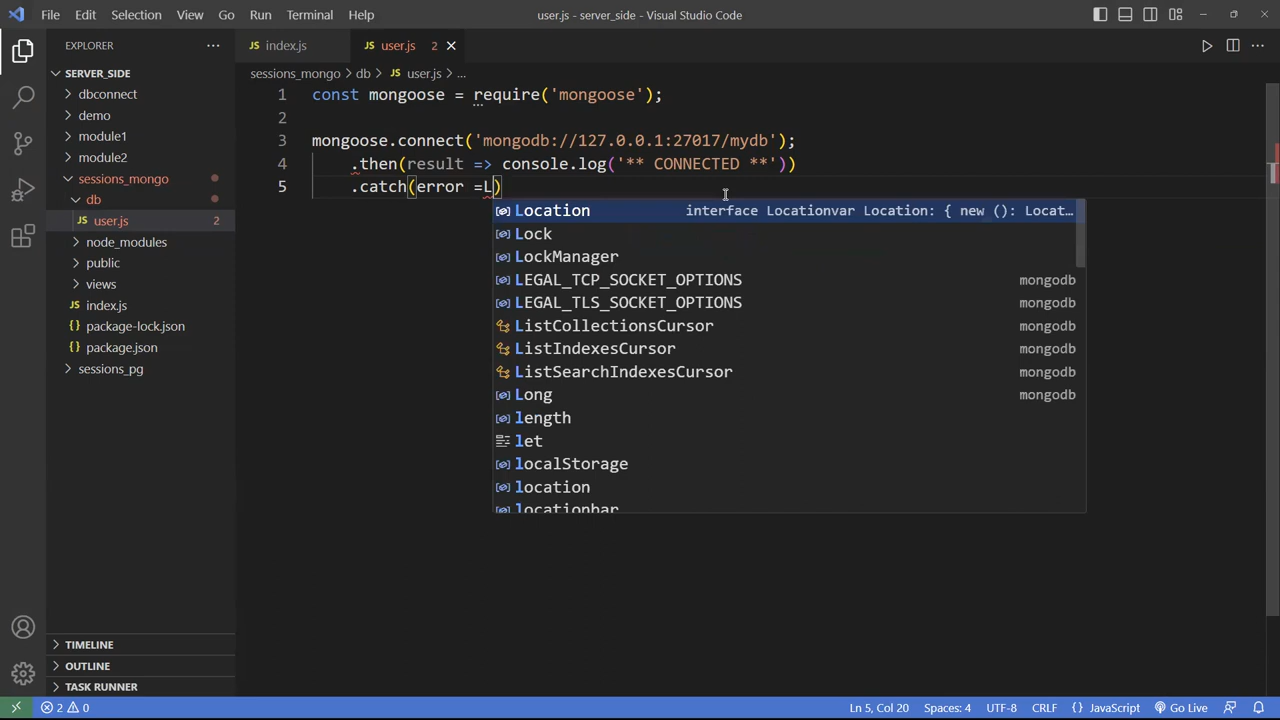 File Edit Selection View Go Run Terminal Help user.js - server_side - Visual Studio Code
EXPLORER
SERVER_SIDE
dbconnect
demo
module1
module2
sessions_mongo
db
user.js 2
node_modules
public
views
index.js
package-lock.json
package.json
sessions_pg
TIMELINE
OUTLINE
TASK RUNNER
index.js user.js 2
sessions_mongo > db > user.js > ...
1 const mongoose = require('mongoose');
2
3 mongoose.connect('mongodb://127.0.0.1:27017/mydb');
4 .then(result => console.log('** CONNECTED **'))
5 .catch(error =L)
Location interface Locationvar Location: { new (): Locat…
Lock
LockManager
LEGAL_TCP_SOCKET_OPTIONS mongodb
LEGAL_TLS_SOCKET_OPTIONS mongodb
ListCollectionsCursor mongodb
ListIndexesCursor mongodb
ListSearchIndexesCursor mongodb
Long mongodb
length
let
localStorage
location
locationbar
2 0 Ln 5, Col 20 Spaces: 4 UTF-8 CRLF {} JavaScript Go Live